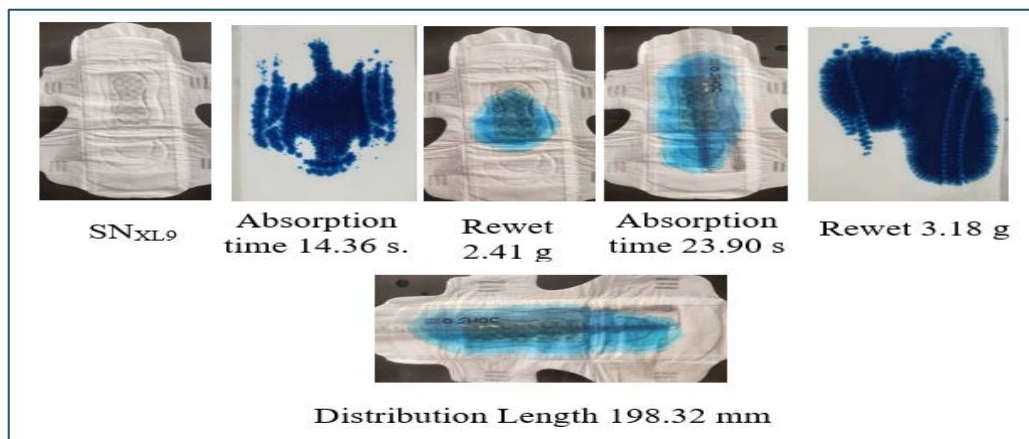 SNXL9
Absorption
time 14.36 s.
Rewet
2.41 g
Absorption
time 23.90 s
Rewet 3.18 g
Distribution Length 198.32 mm